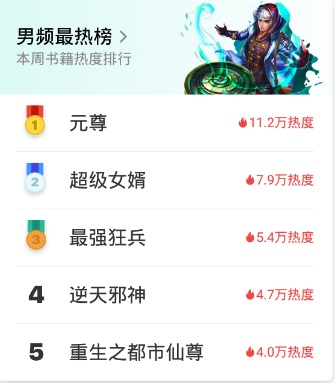 男频最热榜 >
本周书籍热度排行
1 元尊 11.2万热度
2 超级女婿 7.9万热度
3 最强狂兵 5.4万热度
4 逆天邪神 4.7万热度
5 重生之都市仙尊 4.0万热度